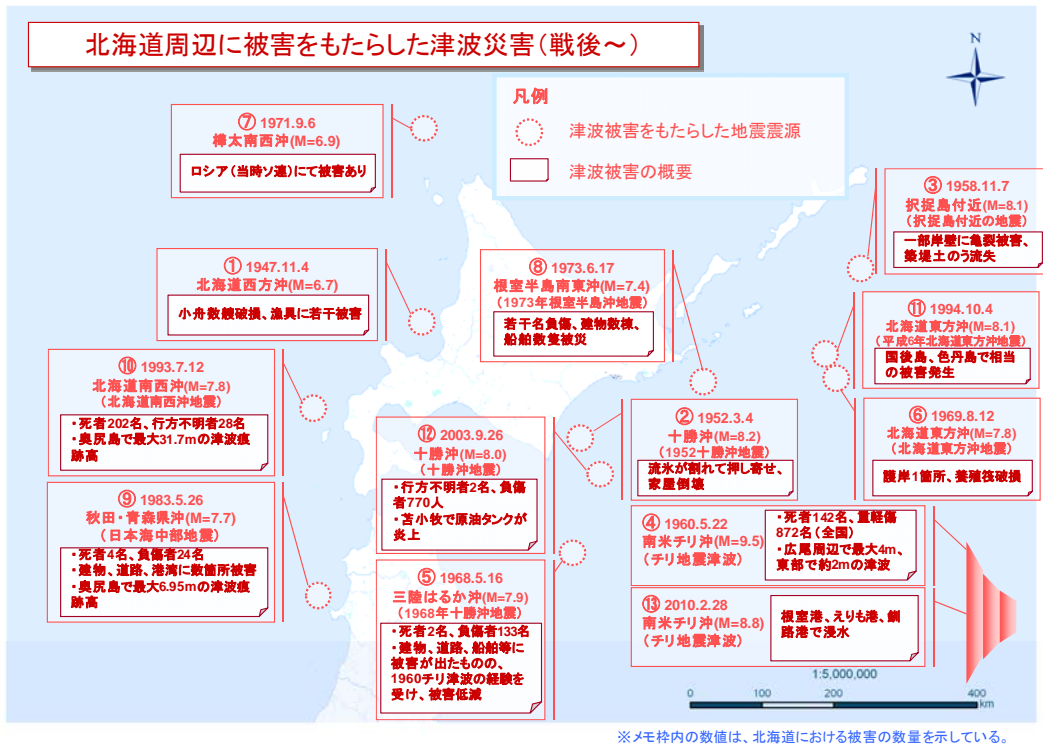 北海道周辺に被害をもたらした津波災害(戦後～)
N
凡例
津波被害をもたらした地震震源
津波被害の概要
⑦ 1971.9.6
樺太南西沖(M=6.9)
ロシア(当時ソ連)にて被害あり
③ 1958.11.7
択捉島付近(M=8.1)
(択捉島付近の地震)
一部岸壁に亀裂被害、
築堤土のう流失
① 1947.11.4
北海道西方沖(M=6.7)
小舟数艘破損、漁具に若干被害
⑧ 1973.6.17
根室半島南東沖(M=7.4)
(1973年根室半島沖地震)
若干名負傷、建物数棟、
船舶数隻被災
⑪ 1994.10.4
北海道東方沖(M=8.1)
(平成6年北海道東方沖地震)
国後島、色丹島で相当
の被害発生
⑩ 1993.7.12
北海道南西沖(M=7.8)
(北海道南西沖地震)
・死者202名、行方不明者28名
・奥尻島で最大31.7mの津波痕
跡高
⑫ 2003.9.26
十勝沖(M=8.0)
(十勝沖地震)
・行方不明者2名、負傷
者770人
・苫小牧で原油タンクが
炎上
② 1952.3.4
十勝沖(M=8.2)
(1952十勝沖地震)
流氷が割れて押し寄せ、
家屋倒壊
⑥ 1969.8.12
北海道東方沖(M=7.8)
(北海道東方沖地震)
護岸1箇所、養殖筏破損
⑨ 1983.5.26
秋田・青森県沖(M=7.7)
(日本海中部地震)
・死者4名、負傷者24名
・建物、道路、港湾に数箇所被害
・奥尻島で最大6.95mの津波痕
跡高
④ 1960.5.22
南米チリ沖(M=9.5)
(チリ地震津波)
・死者142名、重軽傷
872名(全国)
・広尾周辺で最大4m、
東部で約2mの津波
⑤ 1968.5.16
三陸はるか沖(M=7.9)
(1968年十勝沖地震)
・死者2名、負傷者133名
・建物、道路、船舶等に
被害が出たものの、
1960チリ津波の経験を
受け、被害低減
⑬ 2010.2.28
南米チリ沖(M=8.8)
(チリ地震津波)
根室港、えりも港、釧
路港で浸水
1:5,000,000
0 100 200 400
km
※メモ枠内の数値は、北海道における被害の数量を示している。